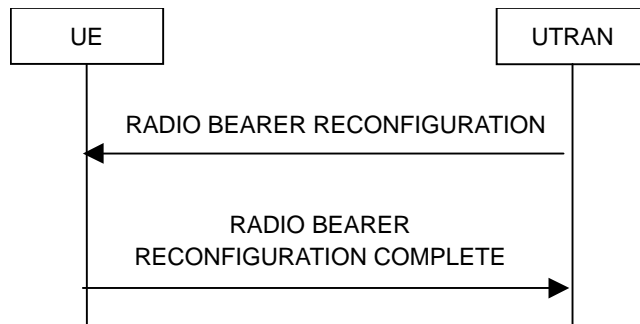 UE
UTRAN
RADIO BEARER RECONFIGURATION
RADIO BEARER
RECONFIGURATION COMPLETE